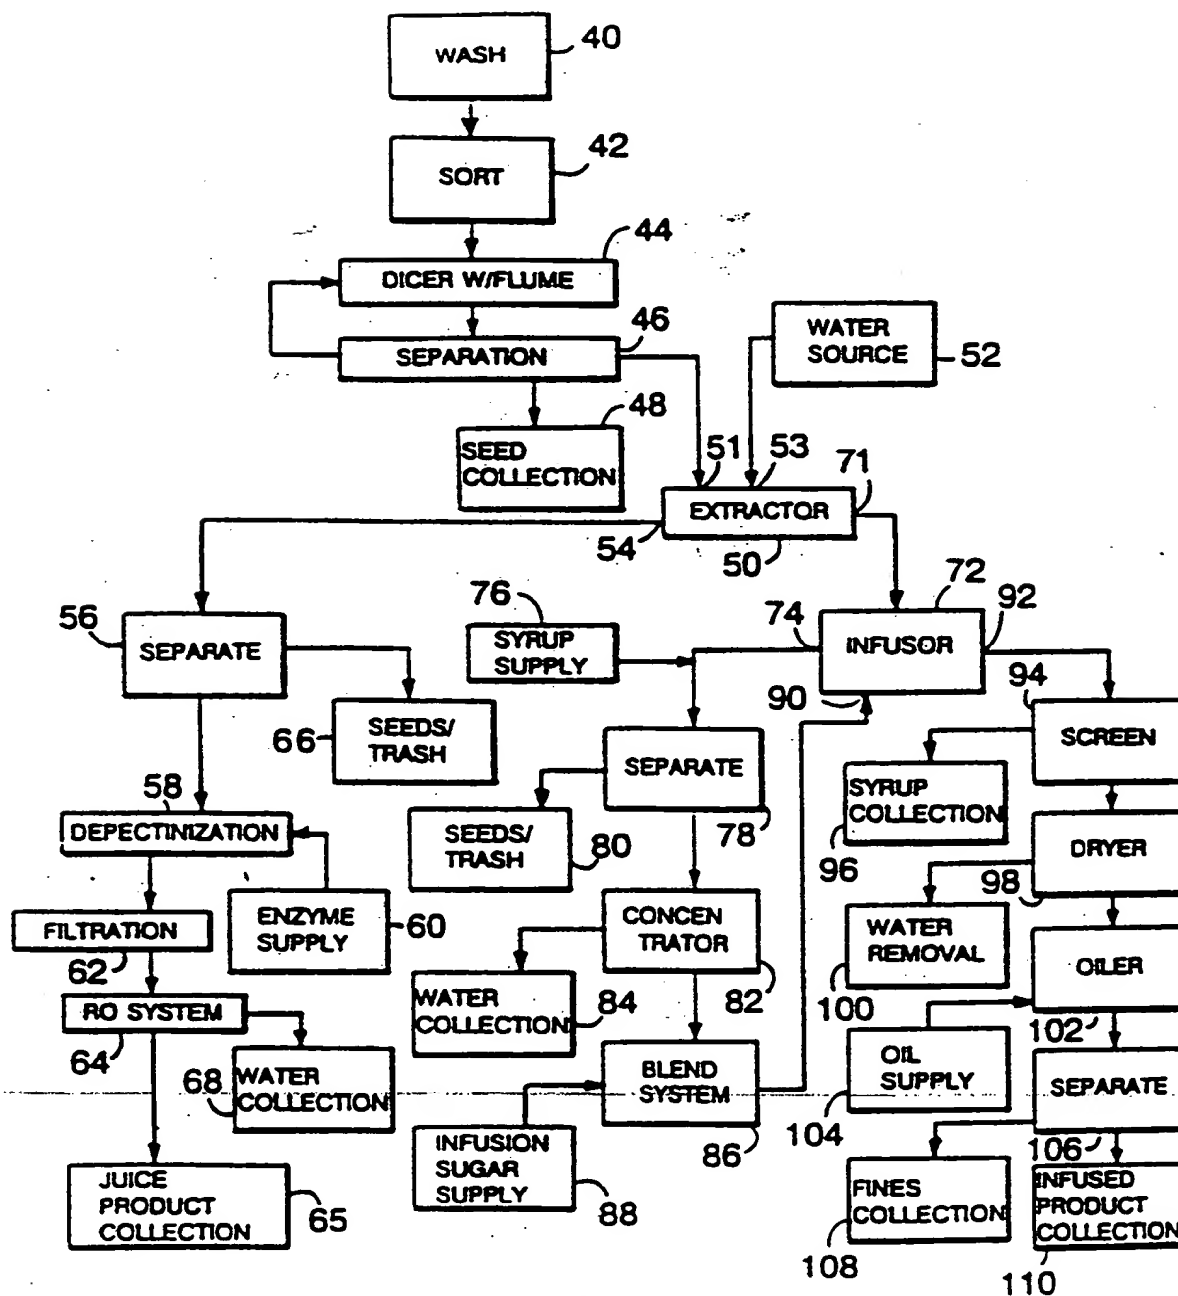 WASH
40
SORT
42
DICER W/FLUME
44
SEPARATION
46
WATER
SOURCE
52
SEED
COLLECTION
48
51
53
71
EXTRACTOR
54
50
56
SEPARATE
76
SYRUP
SUPPLY
74
72
INFUSOR
92
90
66
SEEDS/
TRASH
SEPARATE
78
94
SCREEN
SYRUP
COLLECTION
96
58
DEPECTINIZATION
SEEDS/
TRASH
80
DRYER
98
FILTRATION
62
ENZYME
SUPPLY
60
CONCEN
TRATOR
82
WATER
REMOVAL
100
OILER
102
RO SYSTEM
64
WATER
COLLECTION
68
WATER
COLLECTION
84
BLEND
SYSTEM
86
OIL
SUPPLY
104
SEPARATE
106
JUICE
PRODUCT
COLLECTION
65
INFUSION
SUGAR
SUPPLY
88
FINES
COLLECTION
108
INFUSED
PRODUCT
COLLECTION
110